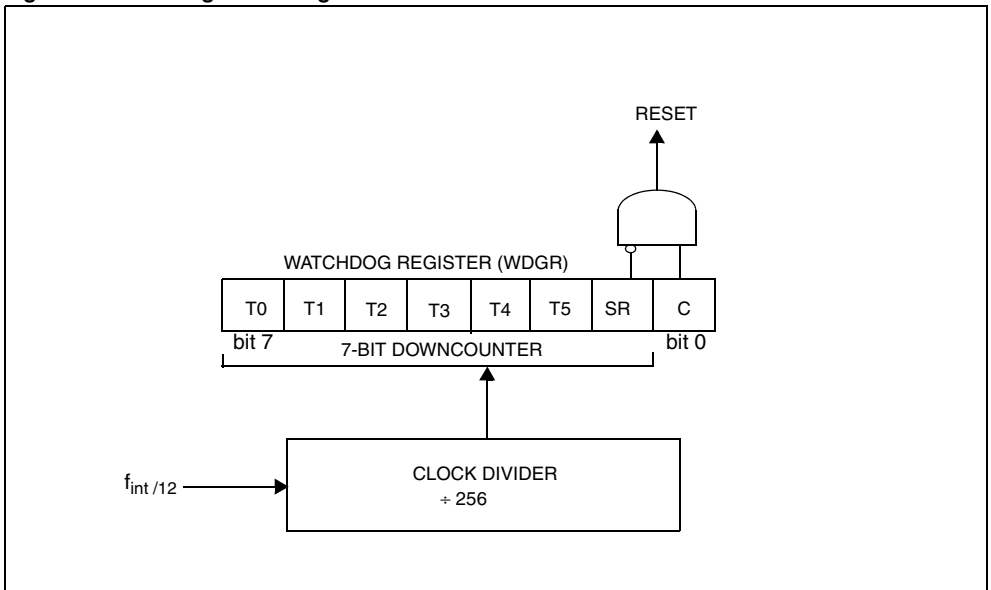 RESET
WATCHDOG REGISTER (WDGR)
T0 T1 T2 T3 T4 T5 SR C
bit 7 7-BIT DOWNCOUNTER bit 0
fint /12
CLOCK DIVIDER
÷ 256